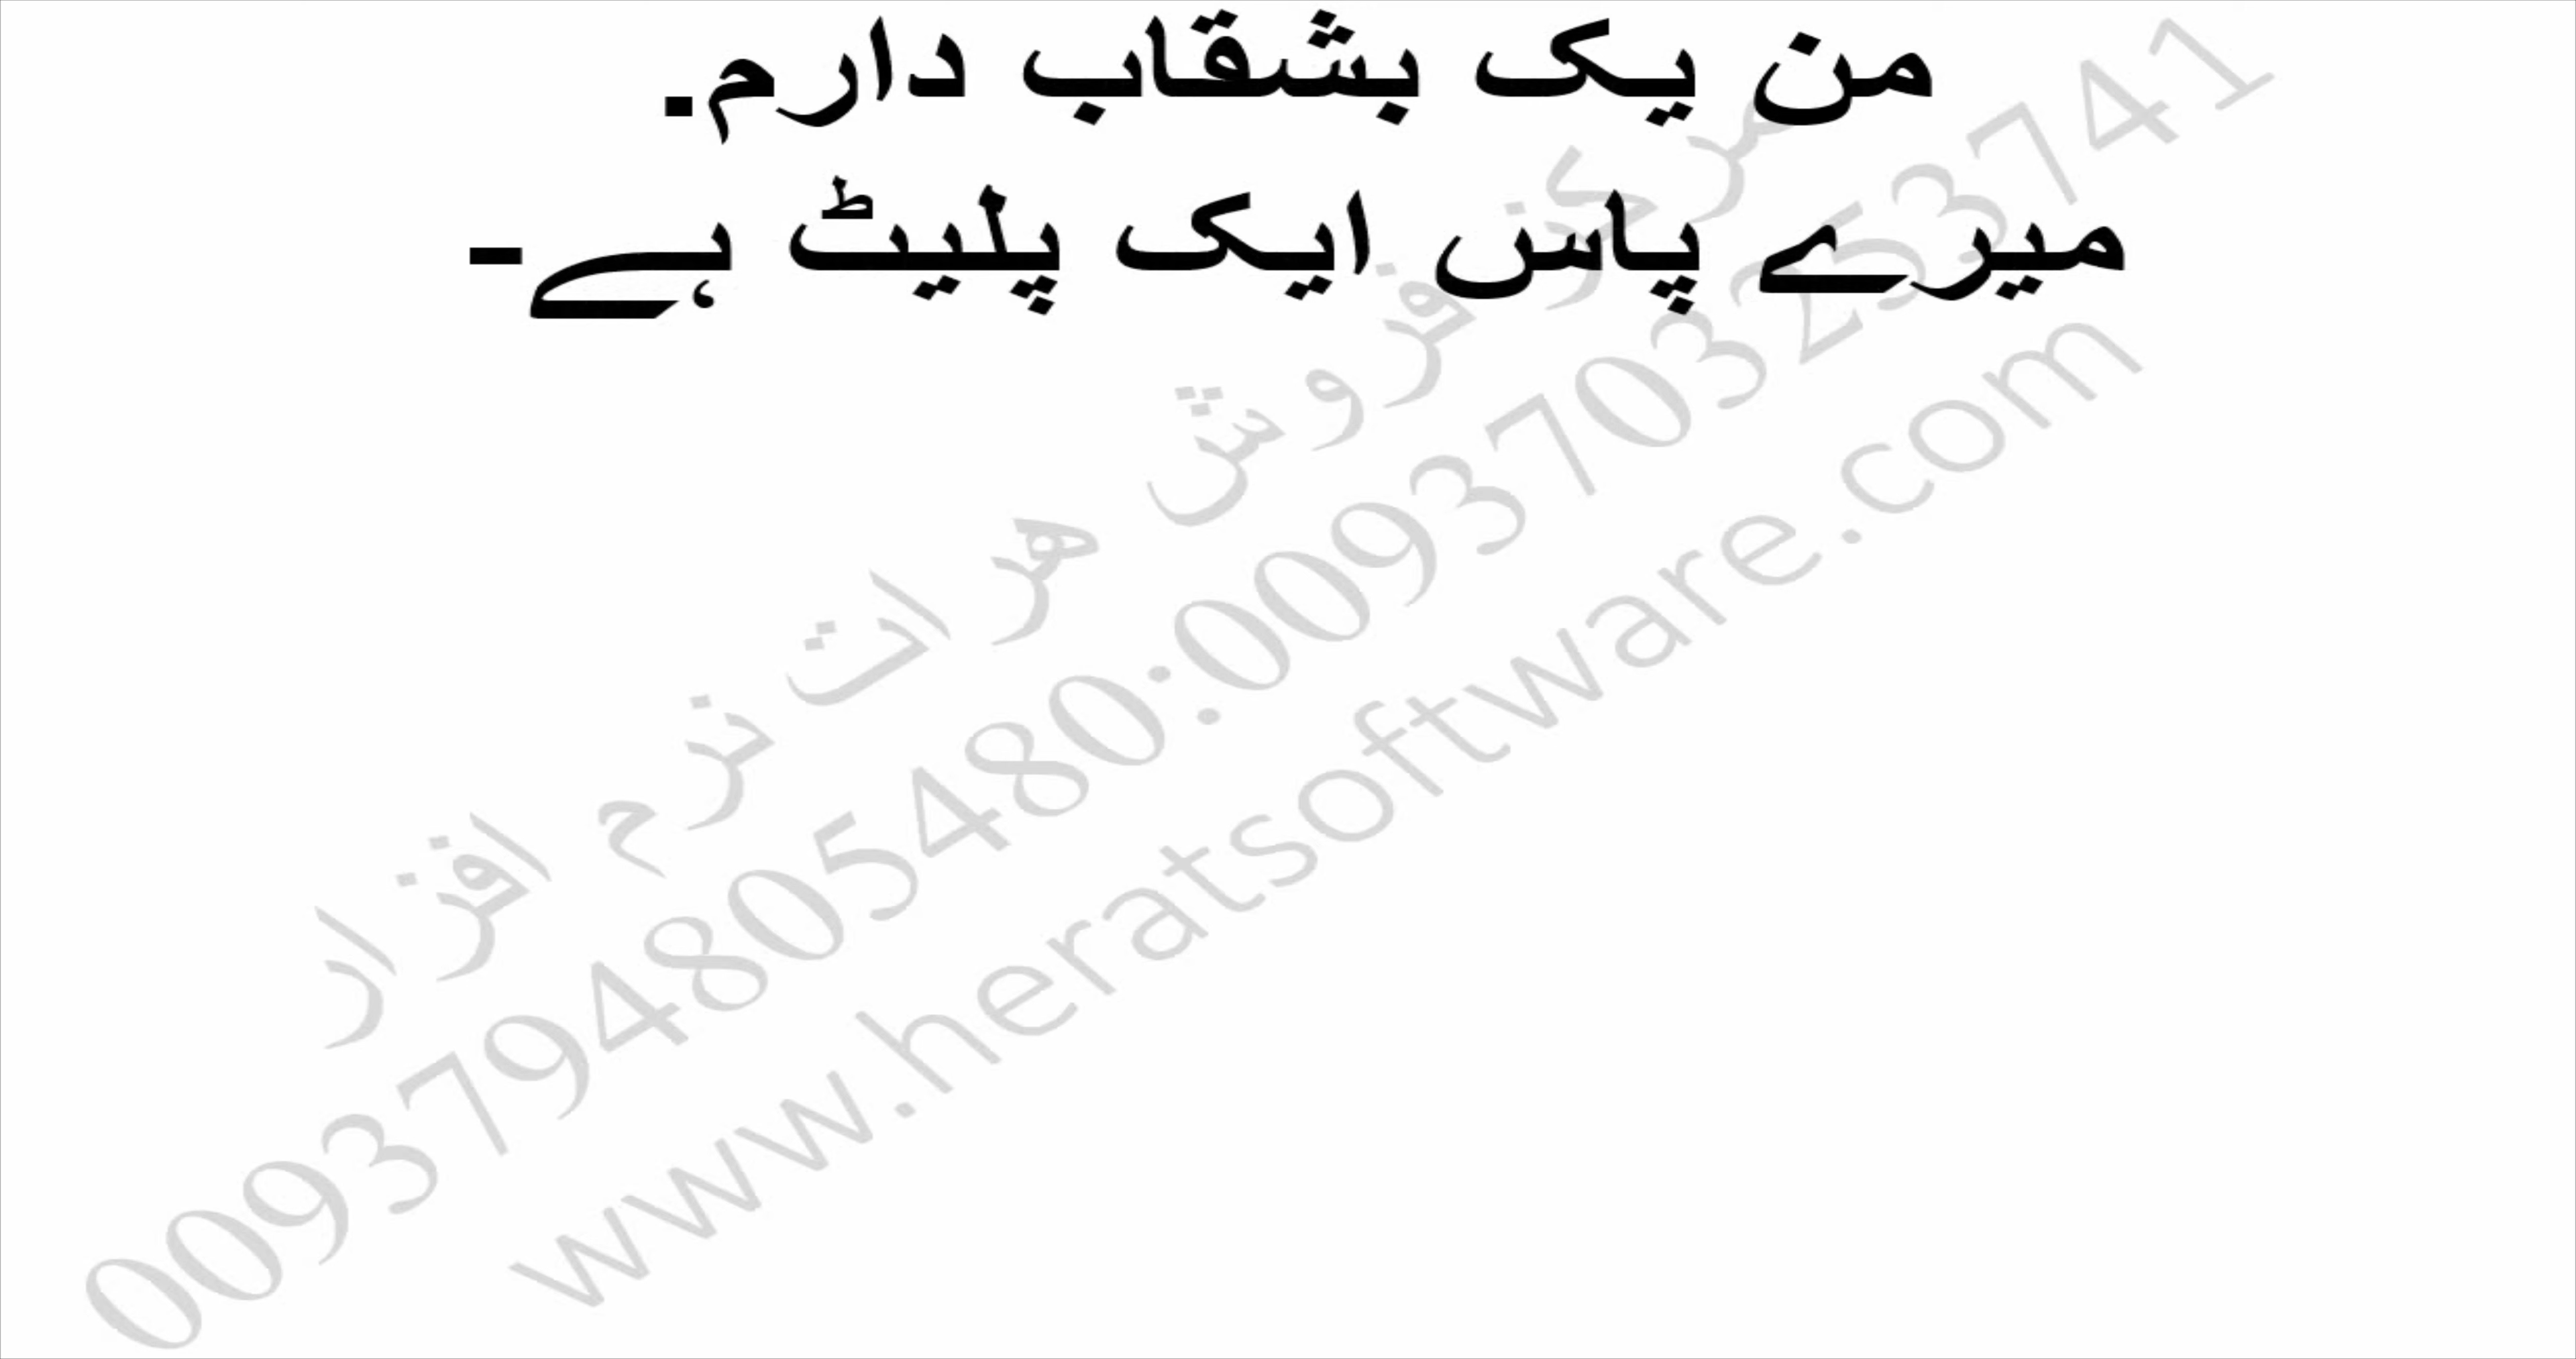 من یک بشقاب دارم.
میرے پاس ایک پلیٹ ہے۔
مرکز فروش هرات نرم افزار
0093794805480:0093703253741
www.heratsoftware.com